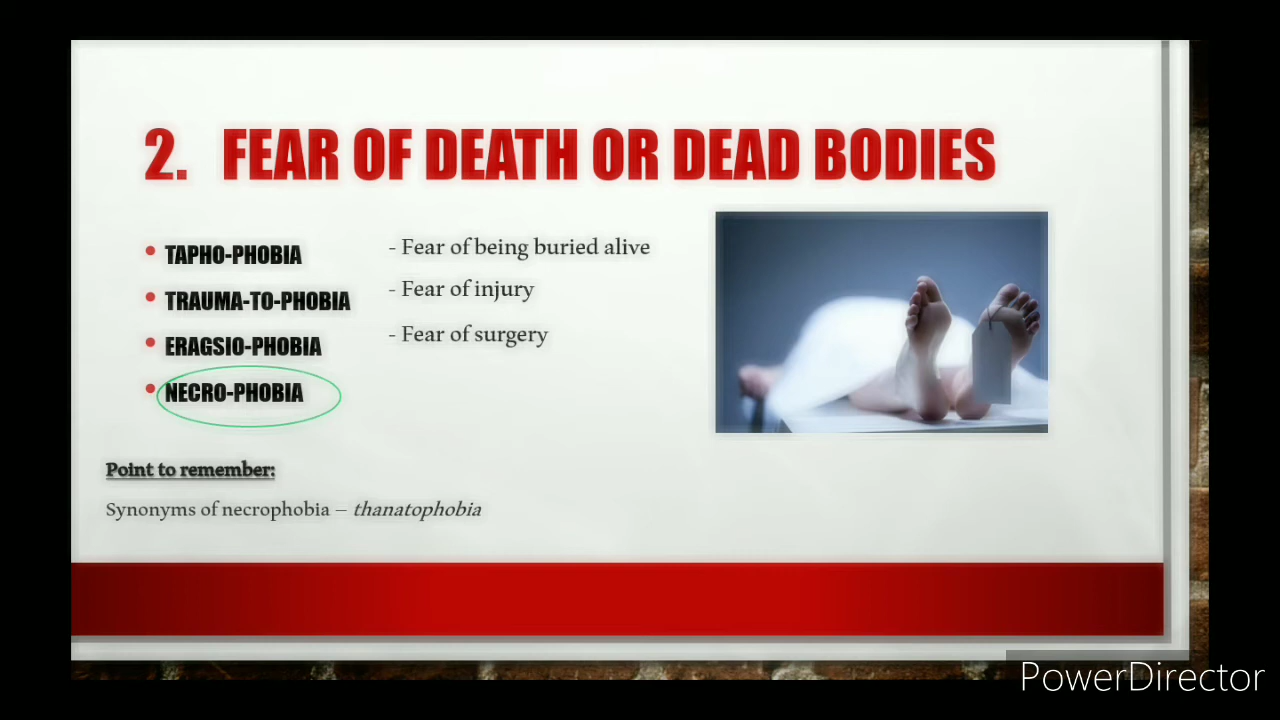 2. FEAR OF DEATH OR DEAD BODIES
• TAPHO-PHOBIA - Fear of being buried alive
• TRAUMA-TO-PHOBIA - Fear of injury
• ERAGSIO-PHOBIA - Fear of surgery
• NECRO-PHOBIA
Point to remember:
Synonyms of necrophobia – thanatophobia
PowerDirector